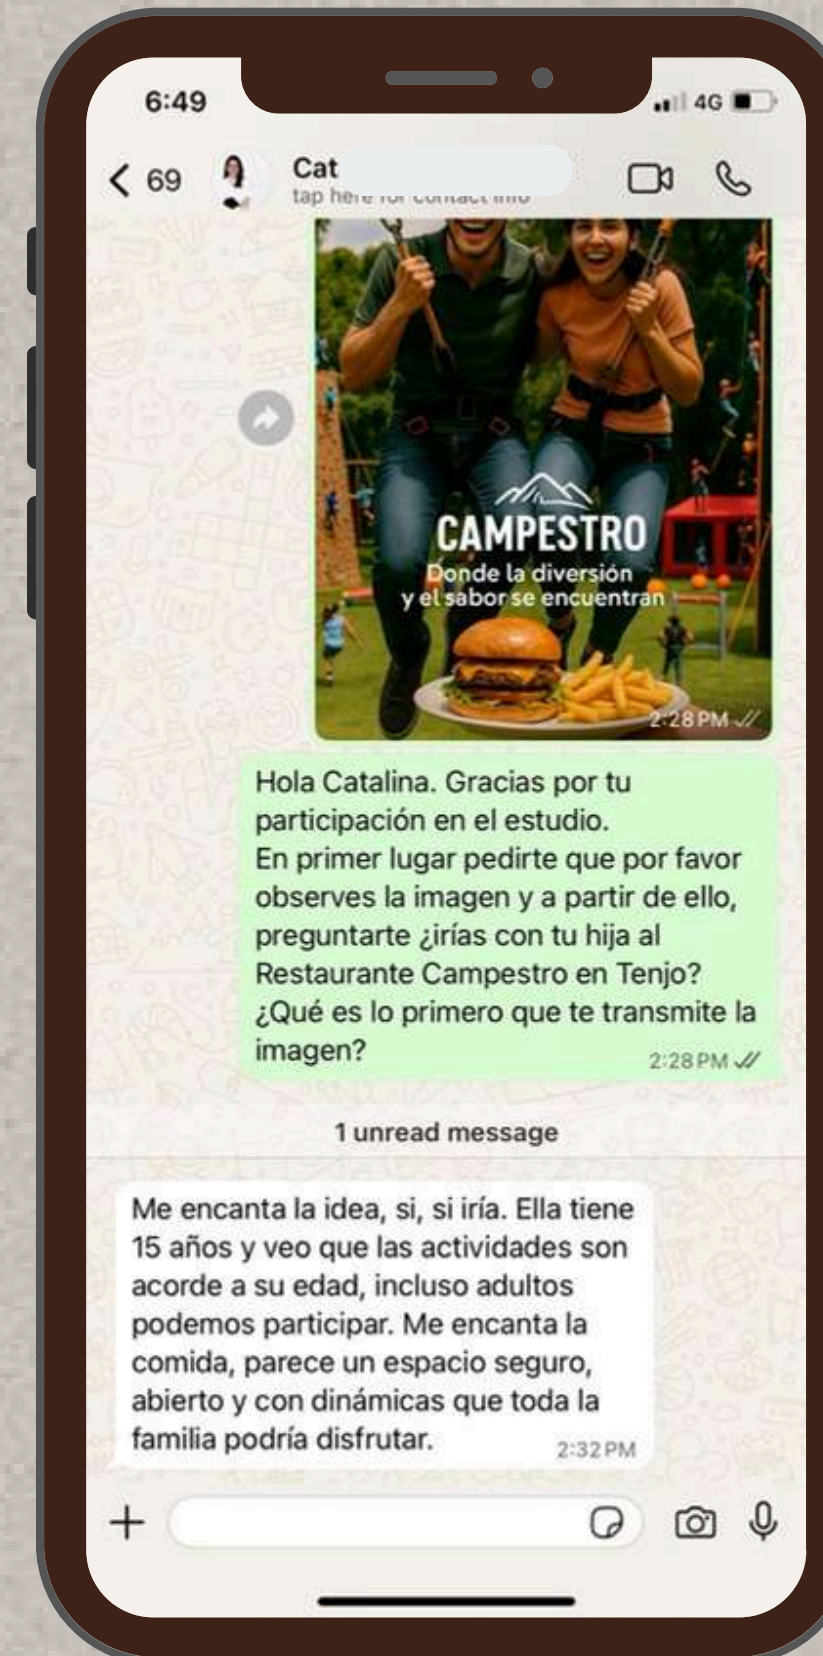 6:49
4G
69
Cat
tap here for contact info
CAMPESTRO
Donde la diversión
y el sabor se encuentran
2:28 PM
Hola Catalina. Gracias por tu
participación en el estudio.
En primer lugar pedirte que por favor
observes la imagen y a partir de ello,
preguntarte ¿irías con tu hija al
Restaurante Campestro en Tenjo?
¿Qué es lo primero que te transmite la
imagen?
2:28 PM
1 unread message
Me encanta la idea, si, si iría. Ella tiene
15 años y veo que las actividades son
acorde a su edad, incluso adultos
podemos participar. Me encanta la
comida, parece un espacio seguro,
abierto y con dinámicas que toda la
familia podría disfrutar.
2:32 PM